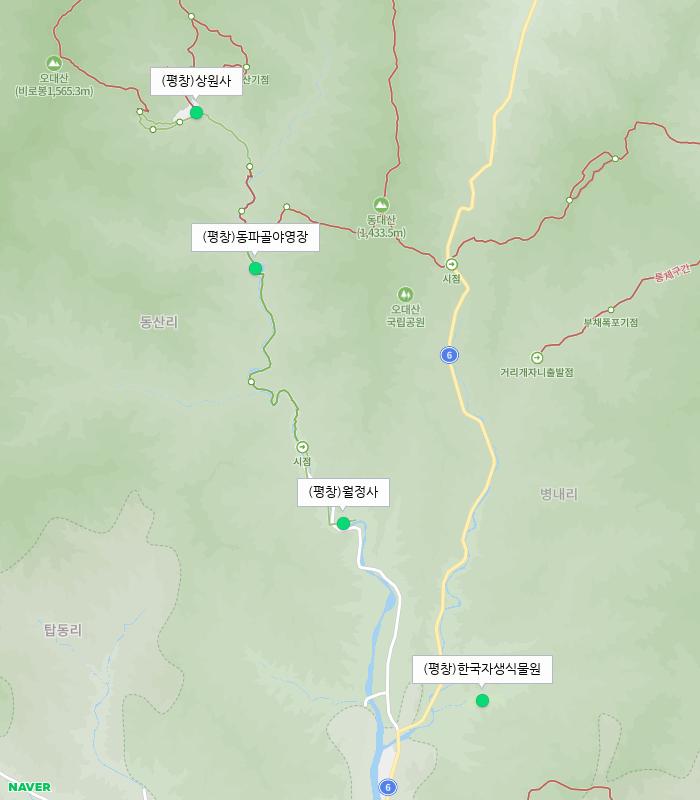 오대산
(비로봉1,565.3m)
(평창)상원사
산기점
(평창)동파골야영장
동대산
(1,433.5m)
시점
통제구간
오대산
국립공원
부채폭포기점
동산리
6
거리개자니출발점
시점
(평창)월정사
병내리
탑동리
(평창)한국자생식물원
NAVER
6